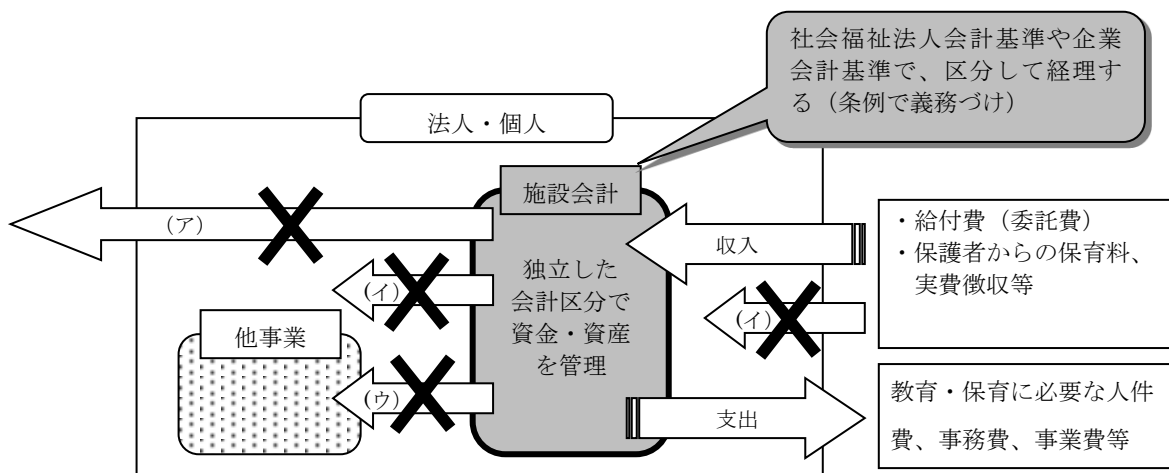 社会福祉法人会計基準や企業
会計基準で、区分して経理す
る（条例で義務づけ）
法人・個人
施設会計
（ア）
収入
・給付費（委託費）
・保護者からの保育料、
実費徴収等
（イ）
（イ）
独立した
会計区分で
資金・資産
を管理
他事業
（ウ）
支出
教育・保育に必要な人件
費、事務費、事業費等